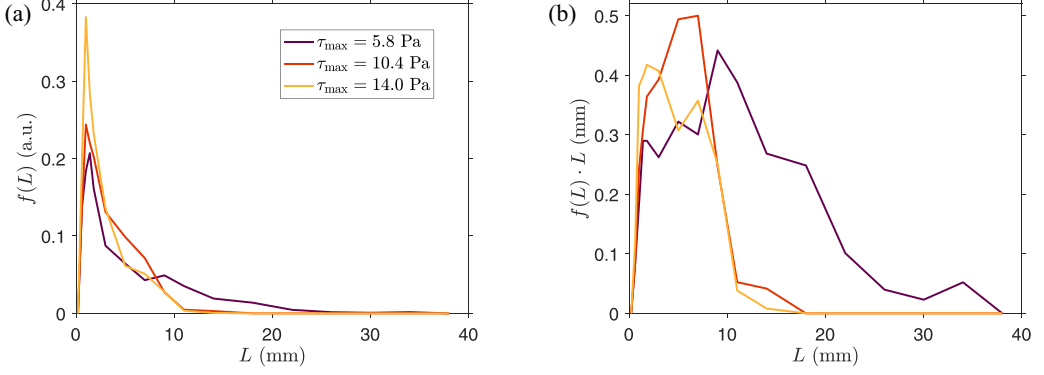 (a)
0.4
0.3
0.2
0.1
0
f(L) (a.u.)
τmax = 5.8 Pa
τmax = 10.4 Pa
τmax = 14.0 Pa
0 10 20 30 40
L (mm)
(b)
0.5
0.4
0.3
0.2
0.1
0
f(L) · L (mm)
0 10 20 30 40
L (mm)